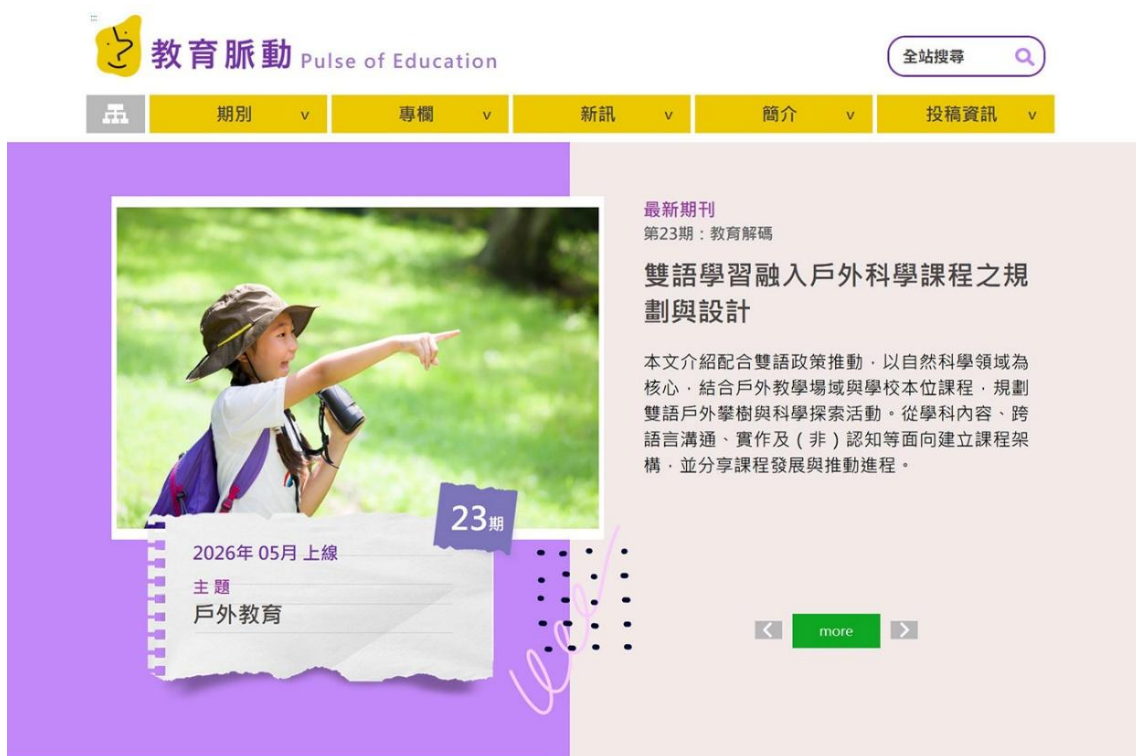 :::
教育脈動 Pulse of Education
全站搜尋
期別 v 專欄 v 新訊 v 簡介 v 投稿資訊 v
最新期刊
第23期：教育解碼
雙語學習融入戶外科學課程之規
劃與設計
本文介紹配合雙語政策推動，以自然科學領域為
核心，結合戶外教學場域與學校本位課程，規劃
雙語戶外攀樹與科學探索活動。從學科內容、跨
語言溝通、實作及（非）認知等面向建立課程架
構，並分享課程發展與推動進程。
23期
2026年 05月 上線
主題
戶外教育
< more >